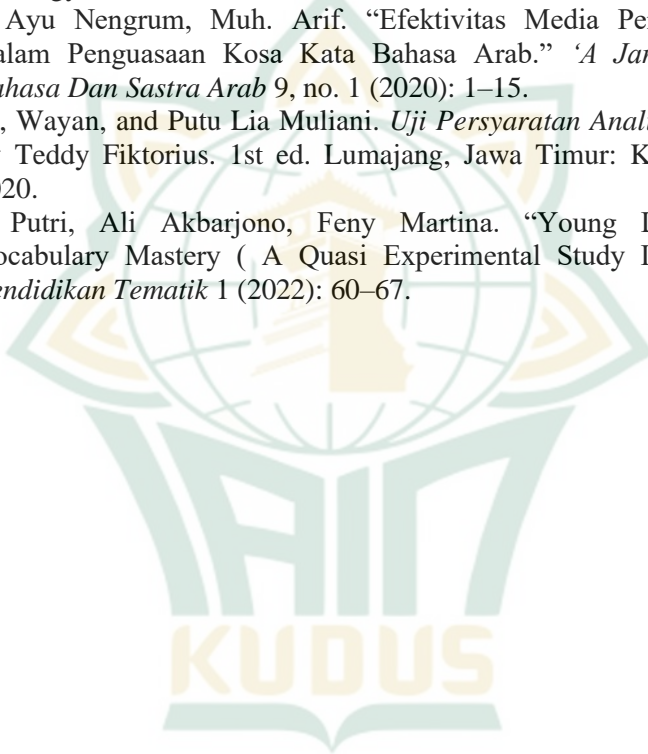 Ayu Nengrum, Muh. Arif. “Efektivitas Media Pe
alam Penguasaan Kosa Kata Bahasa Arab.” ‘A Jar
ahasa Dan Sastra Arab 9, no. 1 (2020): 1–15.
, Wayan, and Putu Lia Muliani. Uji Persyaratan Anali
Teddy Fiktorius. 1st ed. Lumajang, Jawa Timur: K
020.
Putri, Ali Akbarjono, Feny Martina. “Young
ocabulary Mastery ( A Quasi Experimental Study
endidikan Tematik 1 (2022): 60–67.
IAIN
KUDUS